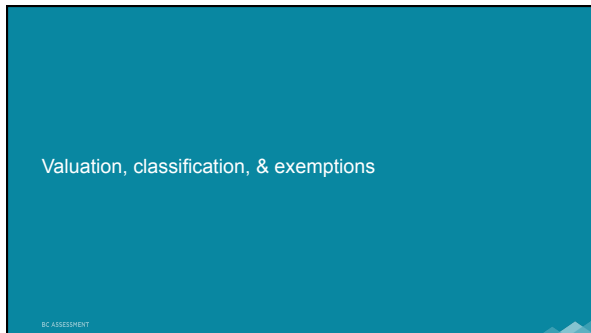 Valuation, classification, & exemptions
BC ASSESSMENT